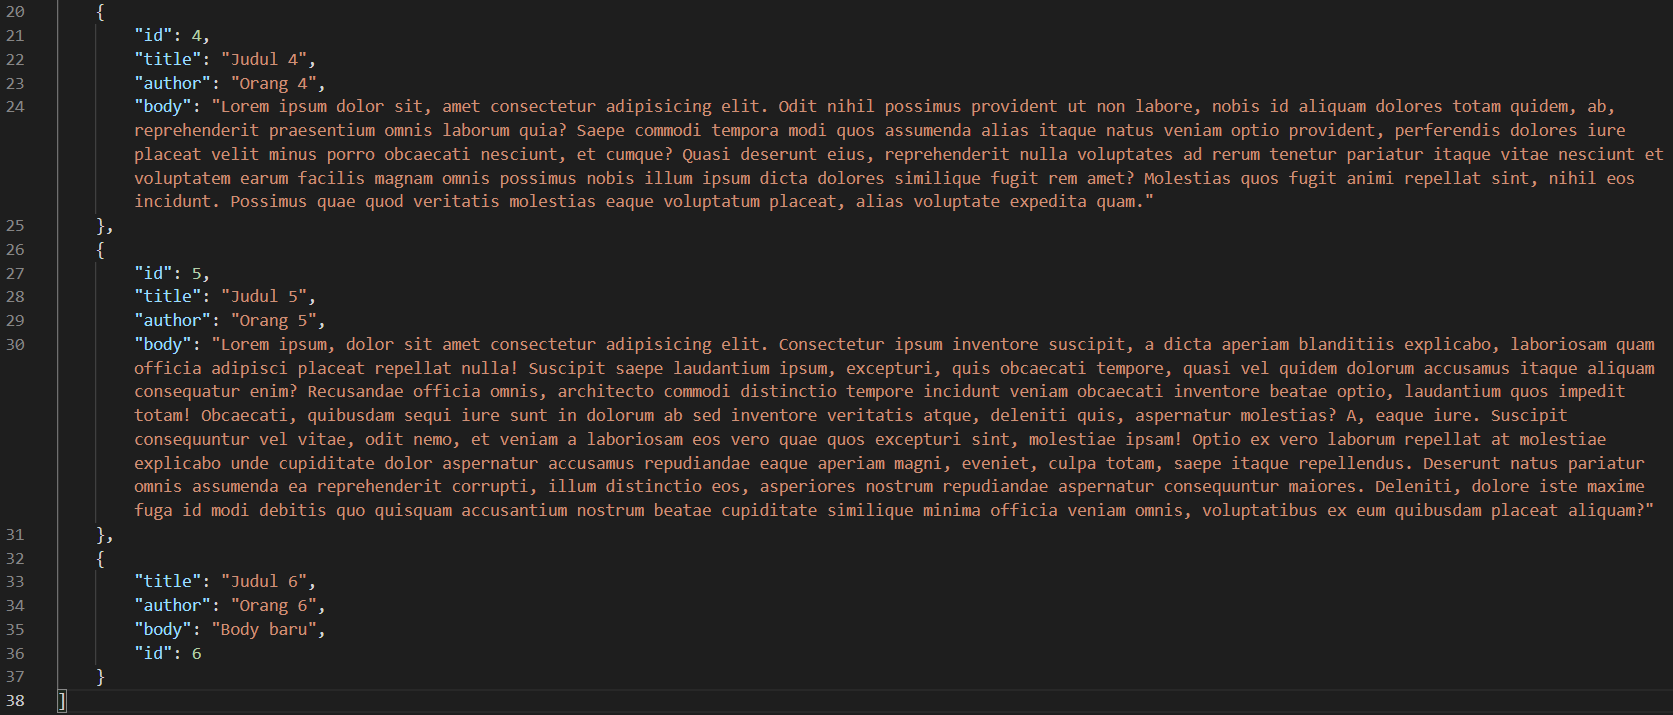 20 {
21 "id": 4,
22 "title": "Judul 4",
23 "author": "Orang 4",
24 "body": "Lorem ipsum dolor sit, amet consectetur adipisicing elit. Odit nihil possimus provident ut non labore, nobis id aliquam dolores totam quidem, ab,
reprehenderit praesentium omnis laborum quia? Saepe commodi tempora modi quos assumenda alias itaque natus veniam optio provident, perferendis dolores iure
placeat velit minus porro obcaecati nesciunt, et cumque? Quasi deserunt eius, reprehenderit nulla voluptates ad rerum tenetur pariatur itaque vitae nesciunt et
voluptatem earum facilis magnam omnis possimus nobis illum ipsum dicta dolores similique fugit rem amet? Molestias quos fugit animi repellat sint, nihil eos
incidunt. Possimus quae quod veritatis molestias eaque voluptatum placeat, alias voluptate expedita quam."
25 },
26 {
27 "id": 5,
28 "title": "Judul 5",
29 "author": "Orang 5",
30 "body": "Lorem ipsum, dolor sit amet consectetur adipisicing elit. Consectetur ipsum inventore suscipit, a dicta aperiam blanditiis explicabo, laboriosam quam
officia adipisci placeat repellat nulla! Suscipit saepe laudantium ipsum, excepturi, quis obcaecati tempore, quasi vel quidem dolorum accusamus itaque aliquam
consequatur enim? Recusandae officia omnis, architecto commodi distinctio tempore incidunt veniam obcaecati inventore beatae optio, laudantium quos impedit
totam! Obcaecati, quibusdam sequi iure sunt in dolorum ab sed inventore veritatis atque, deleniti quis, aspernatur molestias? A, eaque iure. Suscipit
consequuntur vel vitae, odit nemo, et veniam a laboriosam eos vero quae quos excepturi sint, molestiae ipsam! Optio ex vero laborum repellat at molestiae
explicabo unde cupiditate dolor aspernatur accusamus repudiandae eaque aperiam magni, eveniet, culpa totam, saepe itaque repellendus. Deserunt natus pariatur
omnis assumenda ea reprehenderit corrupti, illum distinctio eos, asperiores nostrum repudiandae aspernatur consequuntur maiores. Deleniti, dolore iste maxime
fuga id modi debitis quo quisquam accusantium nostrum beatae cupiditate similique minima officia veniam omnis, voluptatibus ex eum quibusdam placeat aliquam?"
31 },
32 {
33 "title": "Judul 6",
34 "author": "Orang 6",
35 "body": "Body baru",
36 "id": 6
37 }
38 ]